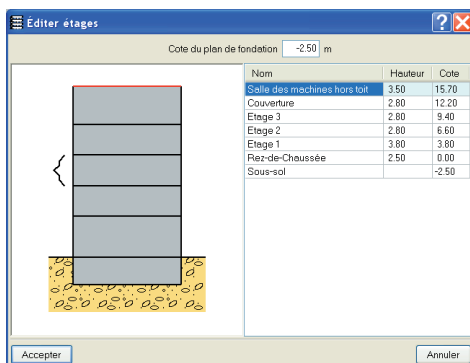 Éditer étages
Cote du plan de fondation -2.50 m
Nom Hauteur Cote
Salle des machines hors toit 3.50 15.70
Couverture 2.80 12.20
Etage 3 2.80 9.40
Etage 2 2.80 6.60
Etage 1 3.80 3.80
Rez-de-Chaussée 2.50 0.00
Sous-sol -2.50
Accepter Annuler